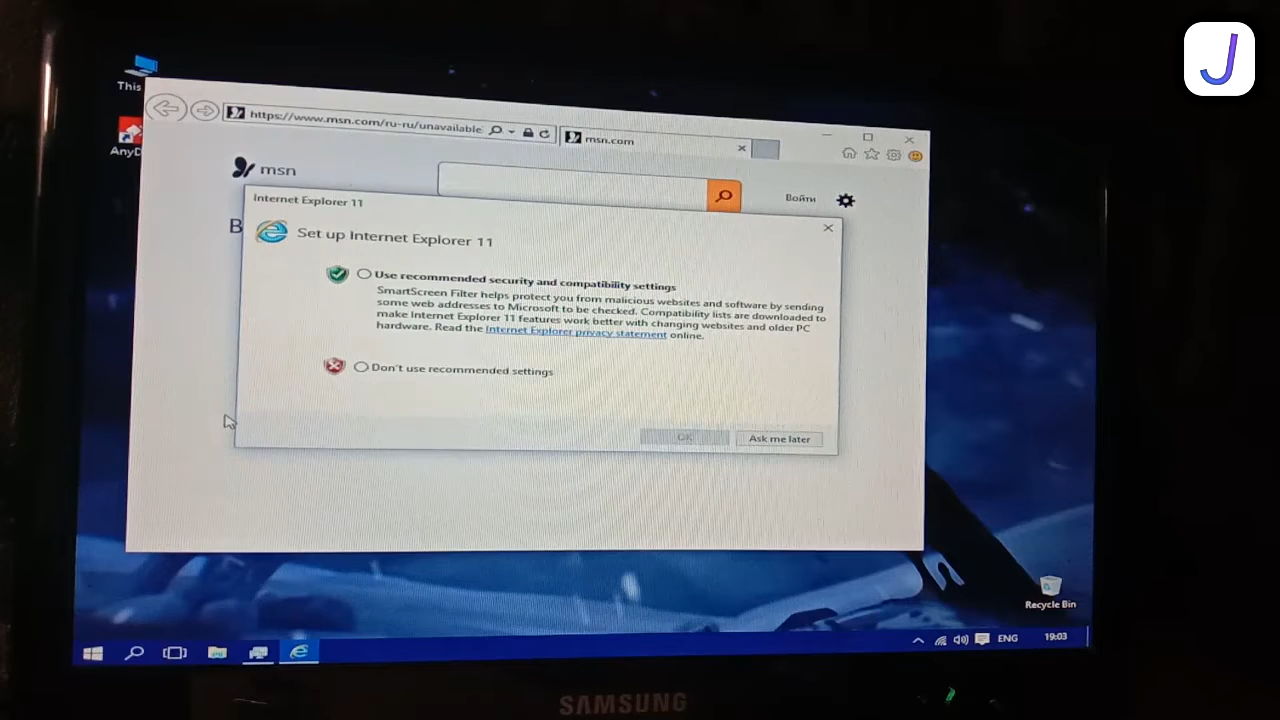 This
AnyD
https://www.msn.com/ru-ru/unavailable
msn.com
msn
Войти
B
Internet Explorer 11
Set up Internet Explorer 11
Use recommended security and compatibility settings
SmartScreen Filter helps protect you from malicious websites and software by sending
some web addresses to Microsoft to be checked. Compatibility lists are downloaded to
make Internet Explorer 11 features work better with changing websites and older PC
hardware. Read the Internet Explorer privacy statement online.
Don't use recommended settings
OK
Ask me later
Recycle Bin
ENG
19:03
SAMSUNG
J